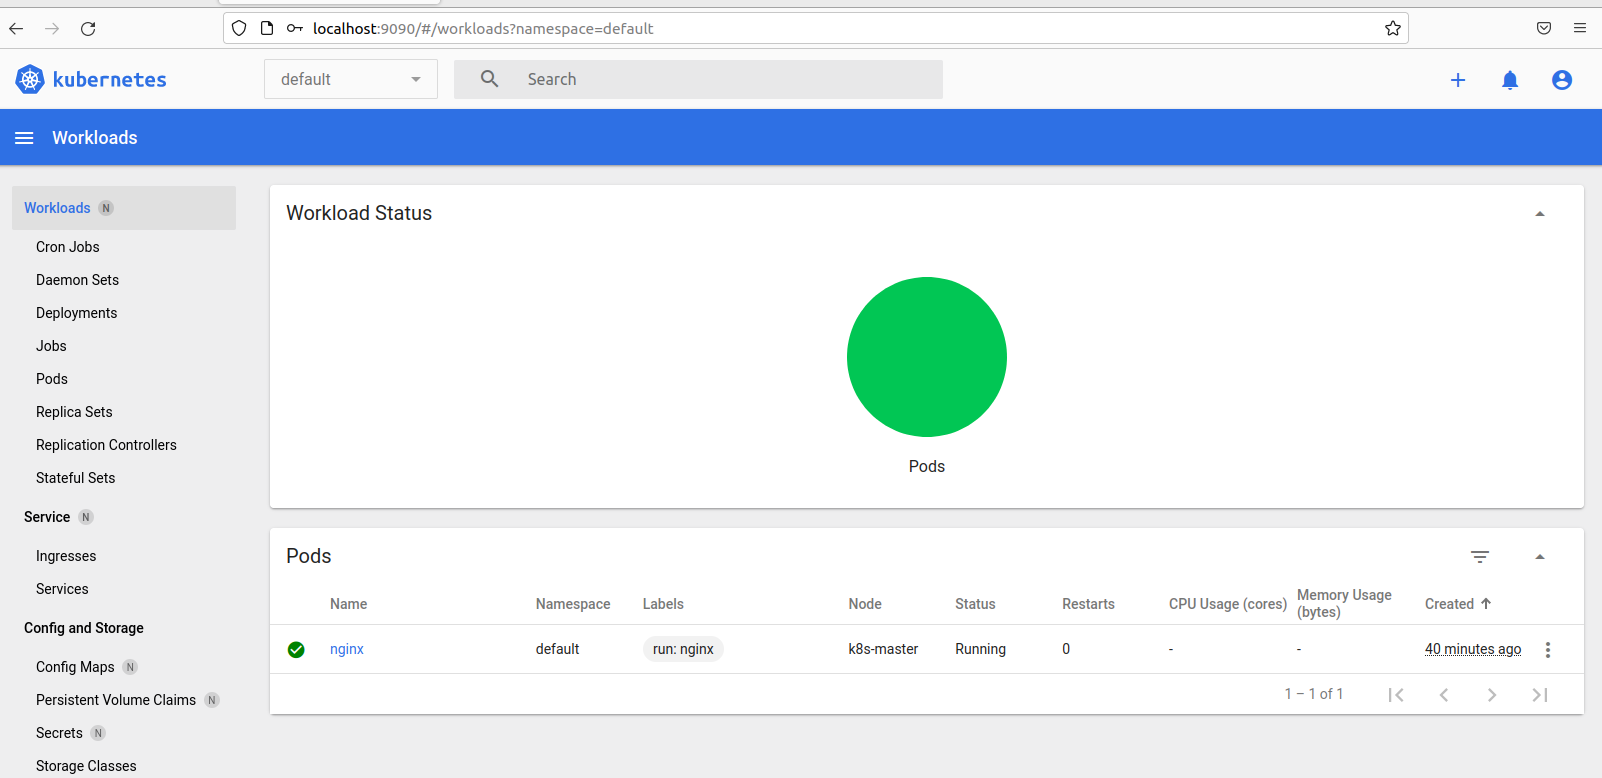 localhost:9090/#/workloads?namespace=default
kubernetes
default
Search
Workloads
Workloads N
Cron Jobs
Daemon Sets
Deployments
Jobs
Pods
Replica Sets
Replication Controllers
Stateful Sets
Service N
Ingresses
Services
Config and Storage
Config Maps N
Persistent Volume Claims N
Secrets N
Storage Classes
Workload Status
Pods
Pods
Name Namespace Labels Node Status Restarts CPU Usage (cores) Memory Usage (bytes) Created
nginx default run: nginx k8s-master Running 0 - - 40 minutes ago
1 – 1 of 1